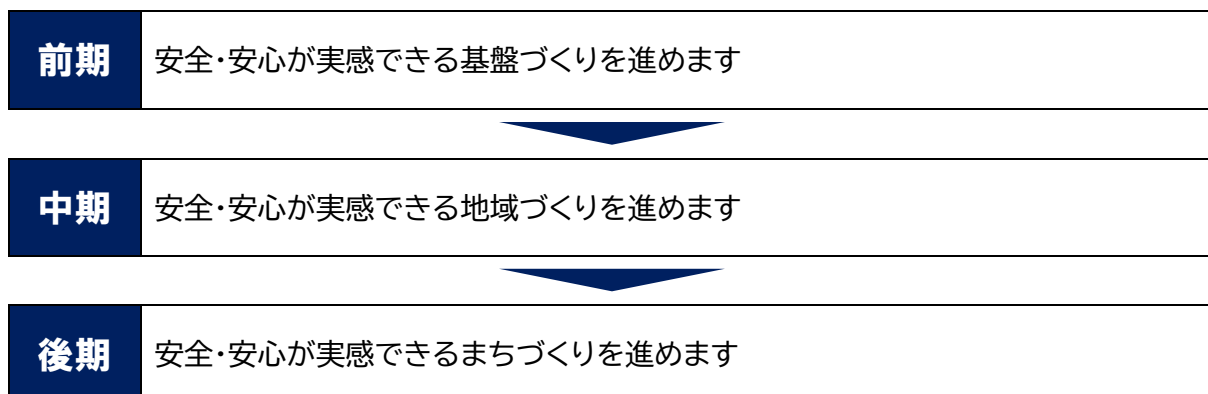 前期 安全・安心が実感できる基盤づくりを進めます
中期 安全・安心が実感できる地域づくりを進めます
後期 安全・安心が実感できるまちづくりを進めます